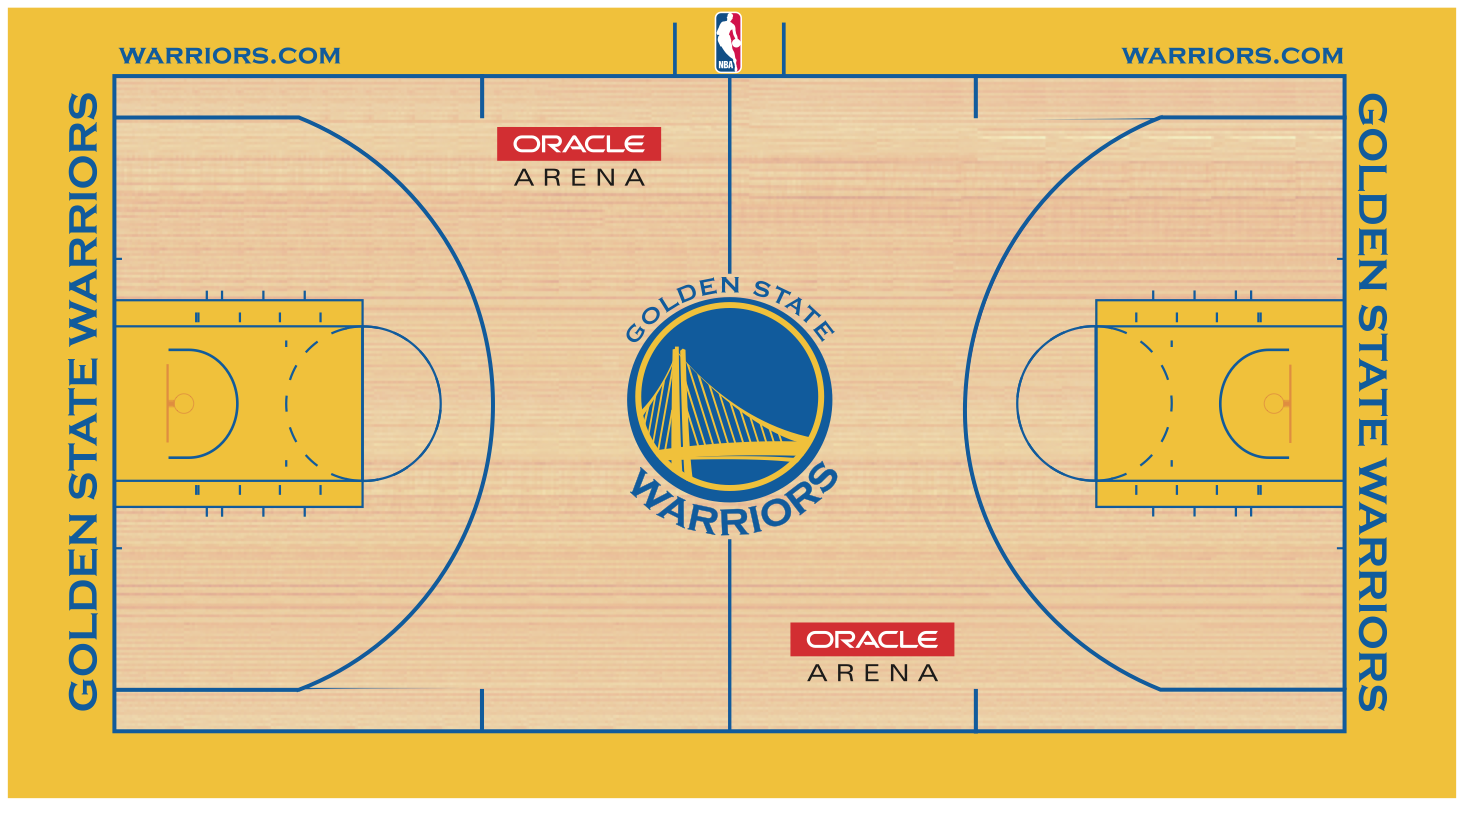 WARRIORS.COM
NBA
WARRIORS.COM
GOLDEN STATE WARRIORS
GOLDEN STATE WARRIORS
ORACLE
ARENA
GOLDEN STATE
WARRIORS
ORACLE
ARENA